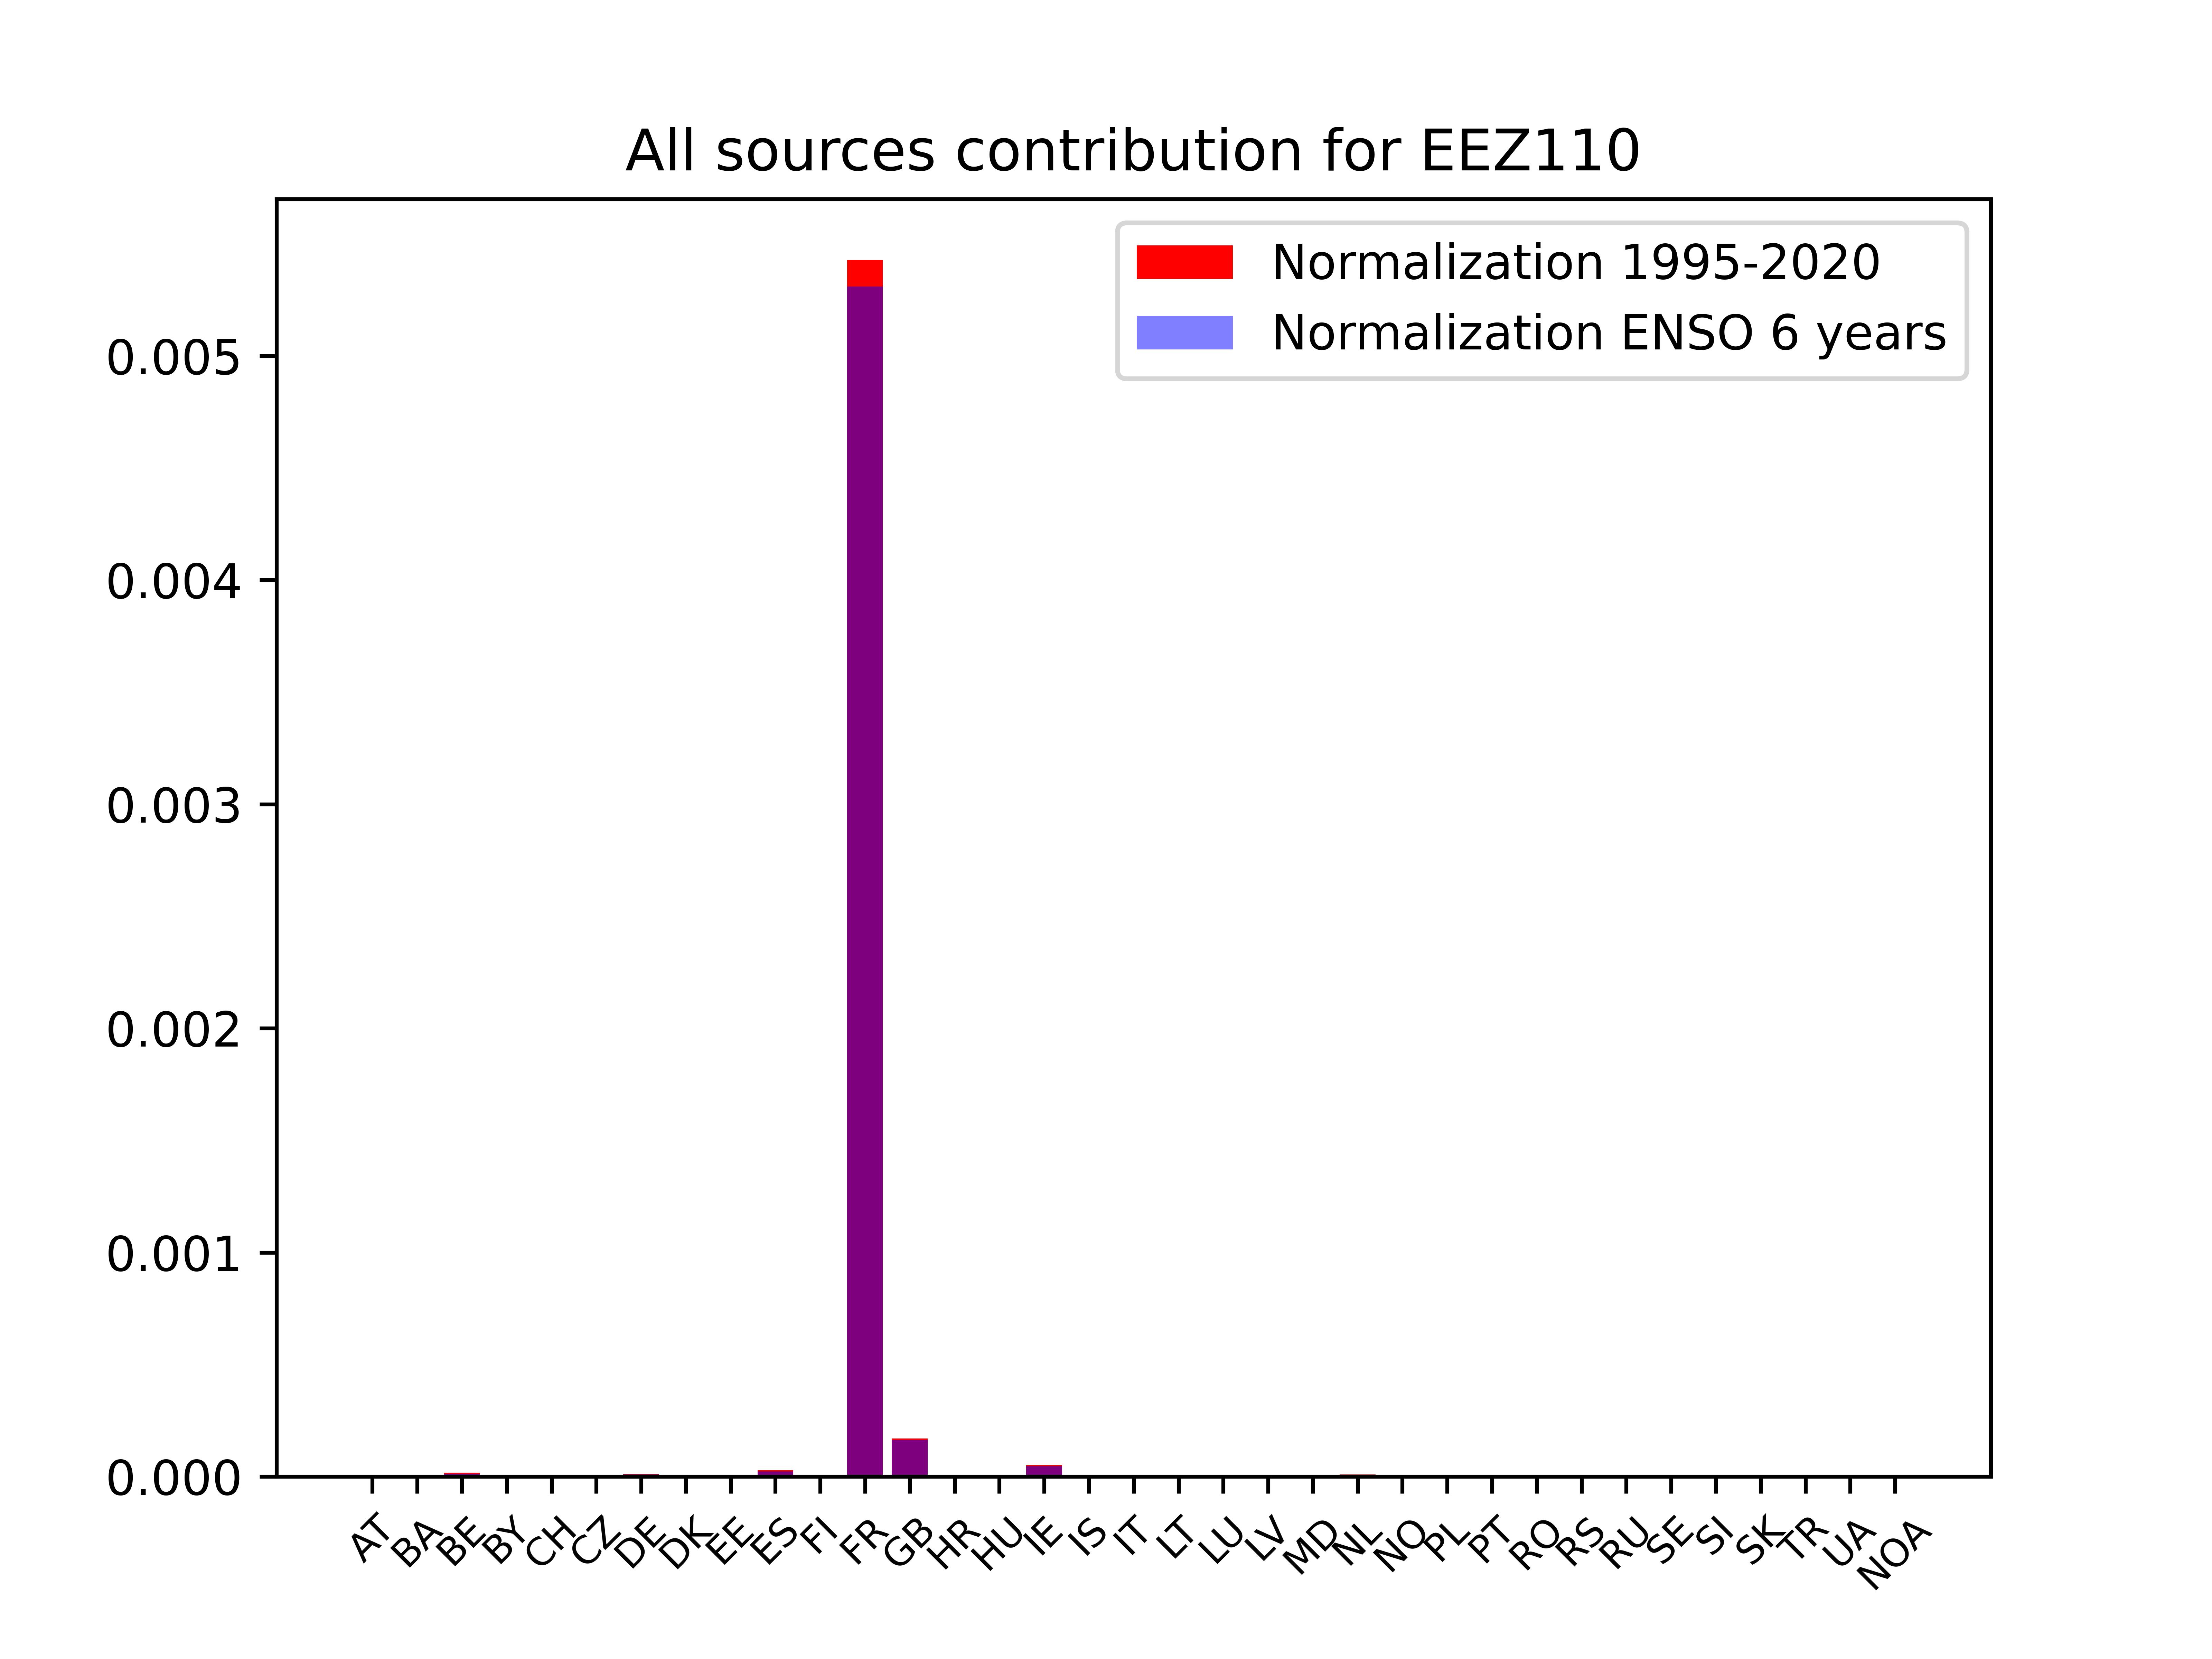 All sources contribution for EEZ110
Normalization 1995-2020
Normalization ENSO 6 years
0.005
0.004
0.003
0.002
0.001
0.000
AT BA BE BY CH CZ DE DK EE ES FI FR GB HR HU IE IS IT LT LU LV MD NL NO PL PT RO RS RU SE SI SK TR UA NOA